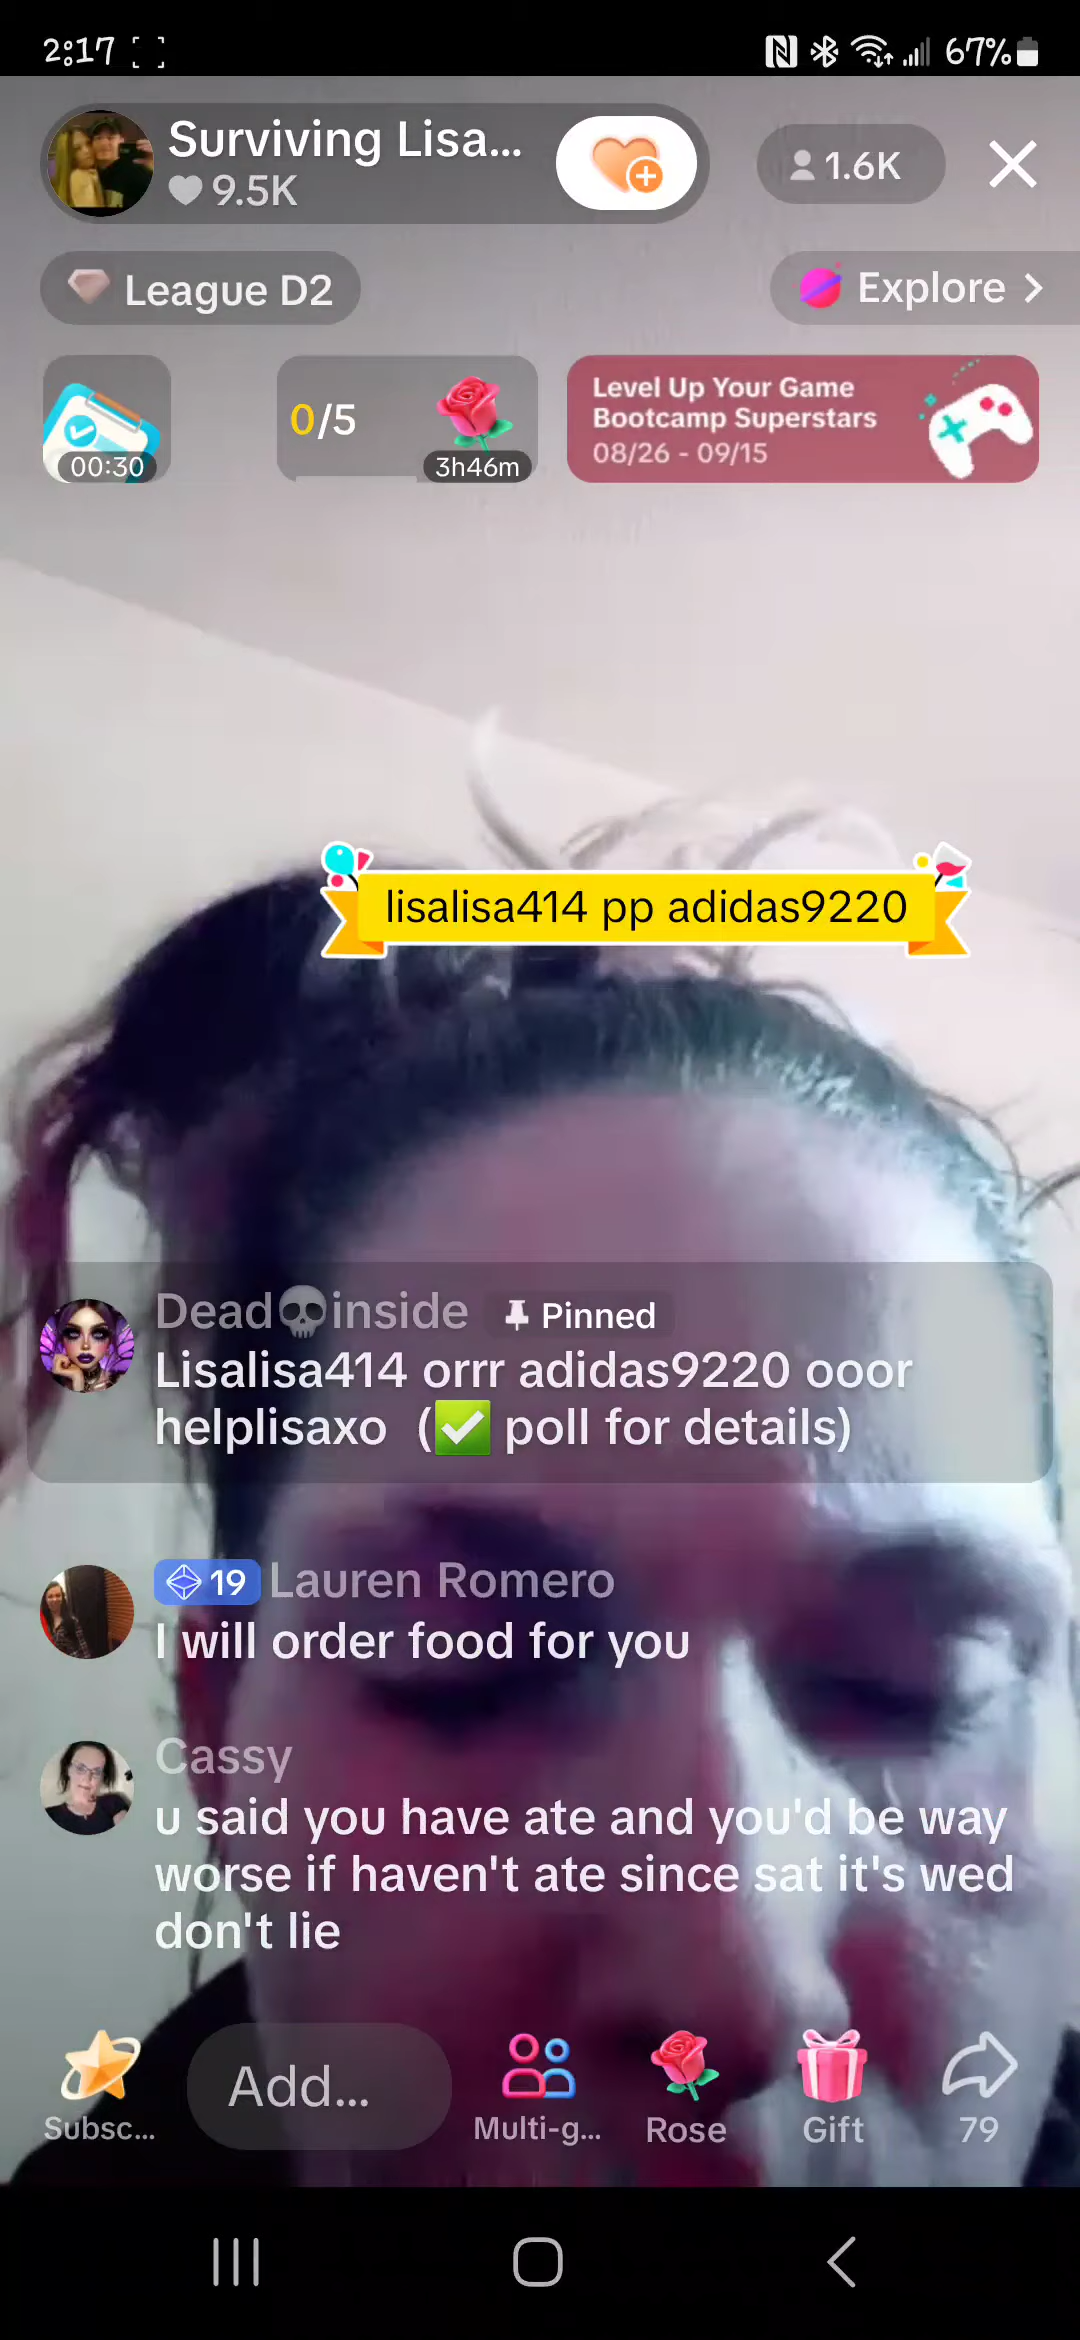 2:17
67%
Surviving Lisa...
9.5K
1.6K
League D2
Explore
00:30
0/5
3h46m
Level Up Your Game
Bootcamp Superstars
08/26 - 09/15
lisalisa414 pp adidas9220
Dead💀inside Pinned
Lisalisa414 orrr adidas9220 ooor
helplisaxo (✅ poll for details)
19 Lauren Romero
I will order food for you
Cassy
u said you have ate and you'd be way
worse if haven't ate since sat it's wed
don't lie
Add...
Subsc...
Multi-g...
Rose
Gift
79